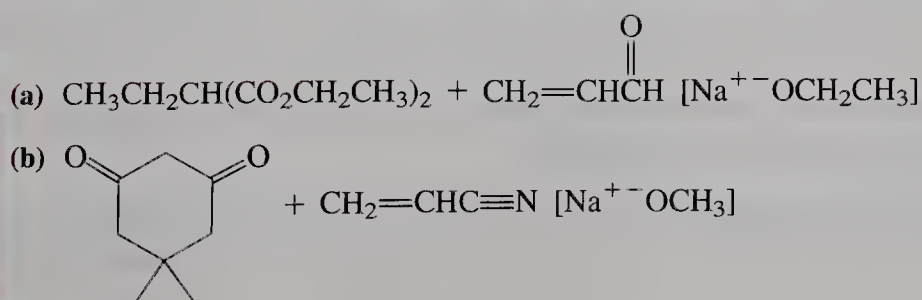 O
(a) CH₃CH₂CH(CO₂CH₂CH₃)₂ + CH₂=CHCH [Na⁺⁻OCH₂CH₃]
(b) O O
+ CH₂=CHC≡N [Na⁺⁻OCH₃]